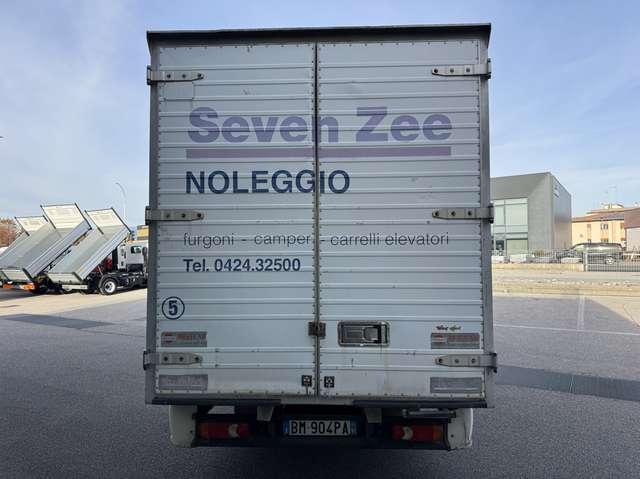 Seven Zee
NOLEGGIO
furgoni - camper - carrelli elevatori
Tel. 0424.32500
5
BM 904PA